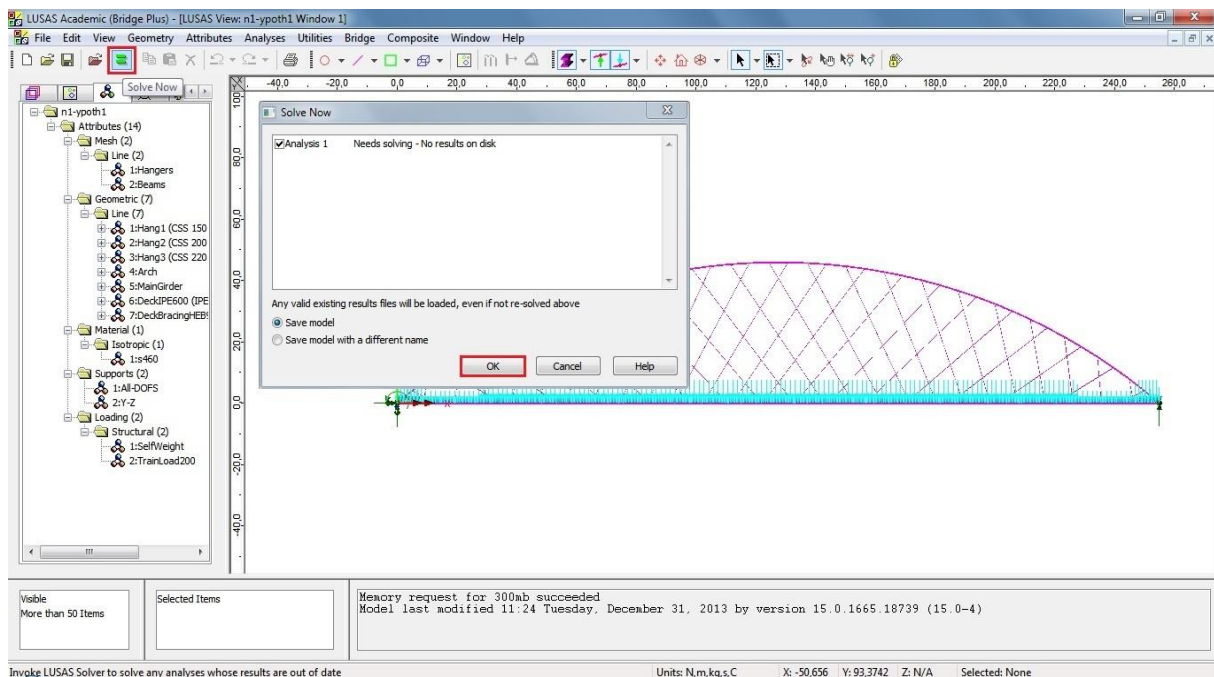 LUSAS Academic (Bridge Plus) - [LUSAS View: n1-ypoth1 Window 1]
File Edit View Geometry Attributes Analyses Utilities Bridge Composite Window Help
Solve Now
n1-ypoth1
Attributes (14)
Mesh (2)
Line (2)
1:Hangers
2:Beams
Geometric (7)
Line (7)
1:Hang1 (CSS 150
2:Hang2 (CSS 200
3:Hang3 (CSS 220
4:Arch
5:MainGirder
6:DeckIPE600 (IPE
7:DeckBracingHEB
Material (1)
Isotropic (1)
1:s460
Supports (2)
1:All-DOFS
2:Y-Z
Loading (2)
Structural (2)
1:SelfWeight
2:TrainLoad200
X
-40,0 -20,0 0,0 20,0 40,0 60,0 80,0 100,0 120,0 140,0 160,0 180,0 200,0 220,0 240,0 260,0
100
80,0
60,0
40,0
20,0
0,0
-20,0
-40,0
Solve Now
Analysis 1 Needs solving - No results on disk
Any valid existing results files will be loaded, even if not re-solved above
Save model
Save model with a different name
OK Cancel Help
X
Visible
More than 50 Items
Selected Items
Memory request for 300mb succeeded
Model last modified 11:24 Tuesday, December 31, 2013 by version 15.0.1665.18739 (15.0-4)
Invoke LUSAS Solver to solve any analyses whose results are out of date
Units: N,m,kg,s,C X: -50,656 Y: 93,3742 Z: N/A Selected: None